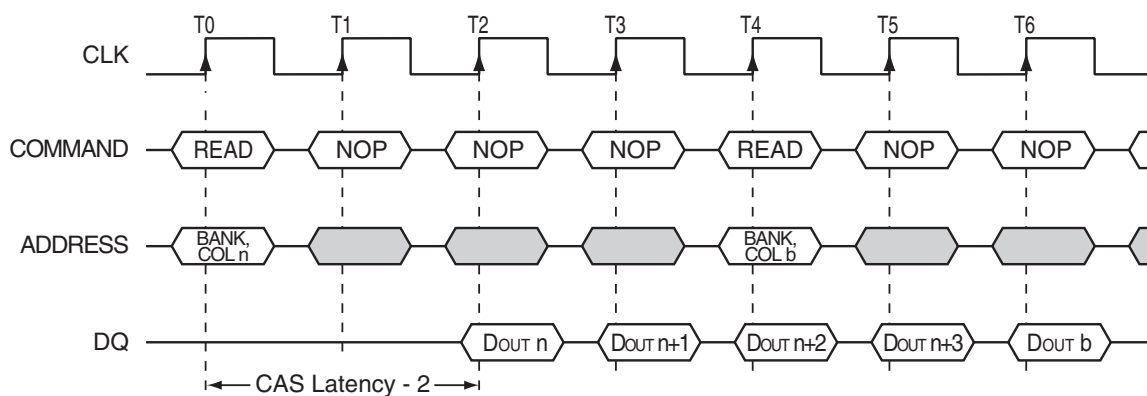 T0 T1 T2 T3 T4 T5 T6
CLK
COMMAND READ NOP NOP NOP READ NOP NOP
ADDRESS BANK, COL n BANK, COL b
DQ DOUT n DOUT n+1 DOUT n+2 DOUT n+3 DOUT b
CAS Latency - 2